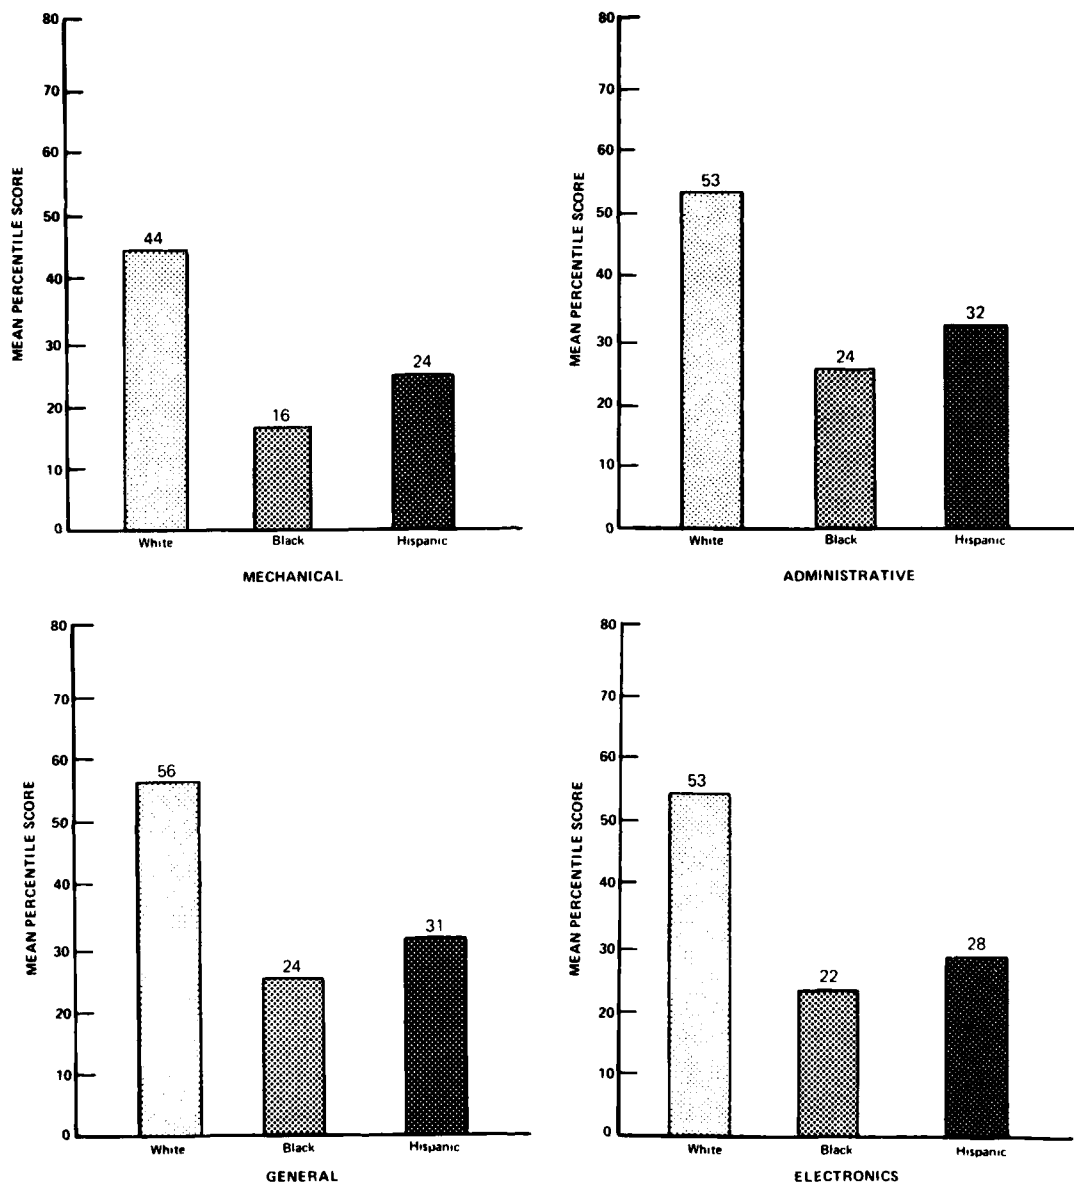 80
70
60
50
40
30
20
10
0
MEAN PERCENTILE SCORE
44
16
24
White
Black
Hispanic
MECHANICAL
80
70
60
50
40
30
20
10
0
MEAN PERCENTILE SCORE
53
24
32
White
Black
Hispanic
ADMINISTRATIVE
80
70
60
50
40
30
20
10
0
MEAN PERCENTILE SCORE
56
24
31
White
Black
Hispanic
GENERAL
80
70
60
50
40
30
20
10
0
MEAN PERCENTILE SCORE
53
22
28
White
Black
Hispanic
ELECTRONICS